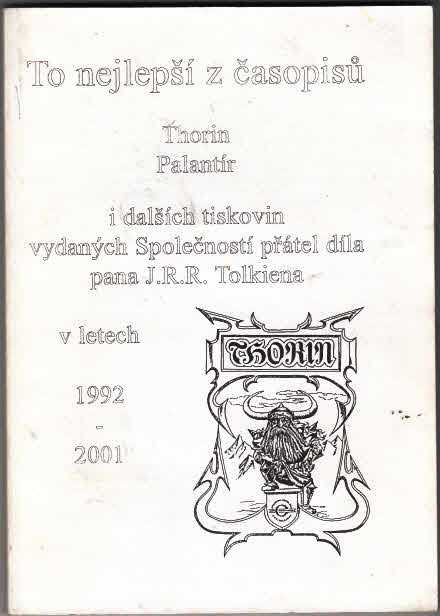 To nejlepší z časopisů
Thorin
Palantír
i dalších tiskovin
vydaných Společností přátel díla
pana J.R.R. Tolkiena
v letech
1992
-
2001
THORIN